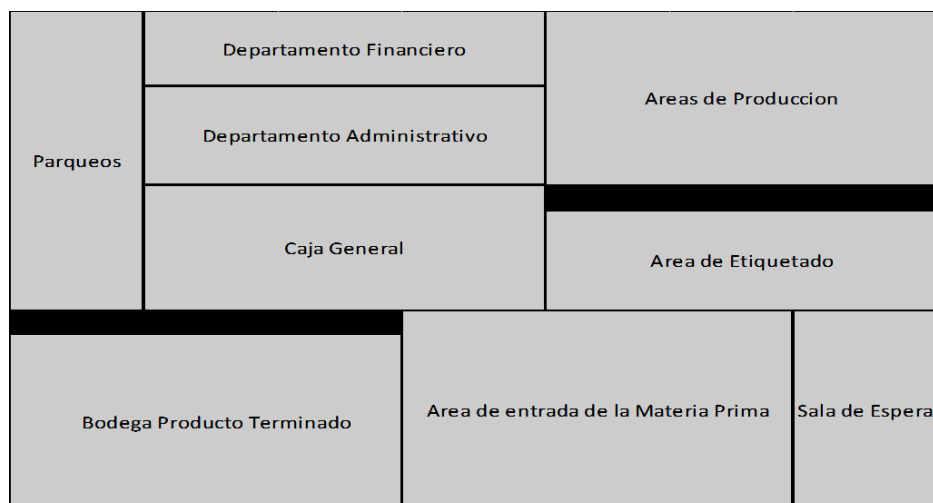 Departamento Financiero
Areas de Produccion
Departamento Administrativo
Parqueos
Caja General
Area de Etiquetado
Bodega Producto Terminado
Area de entrada de la Materia Prima
Sala de Espera